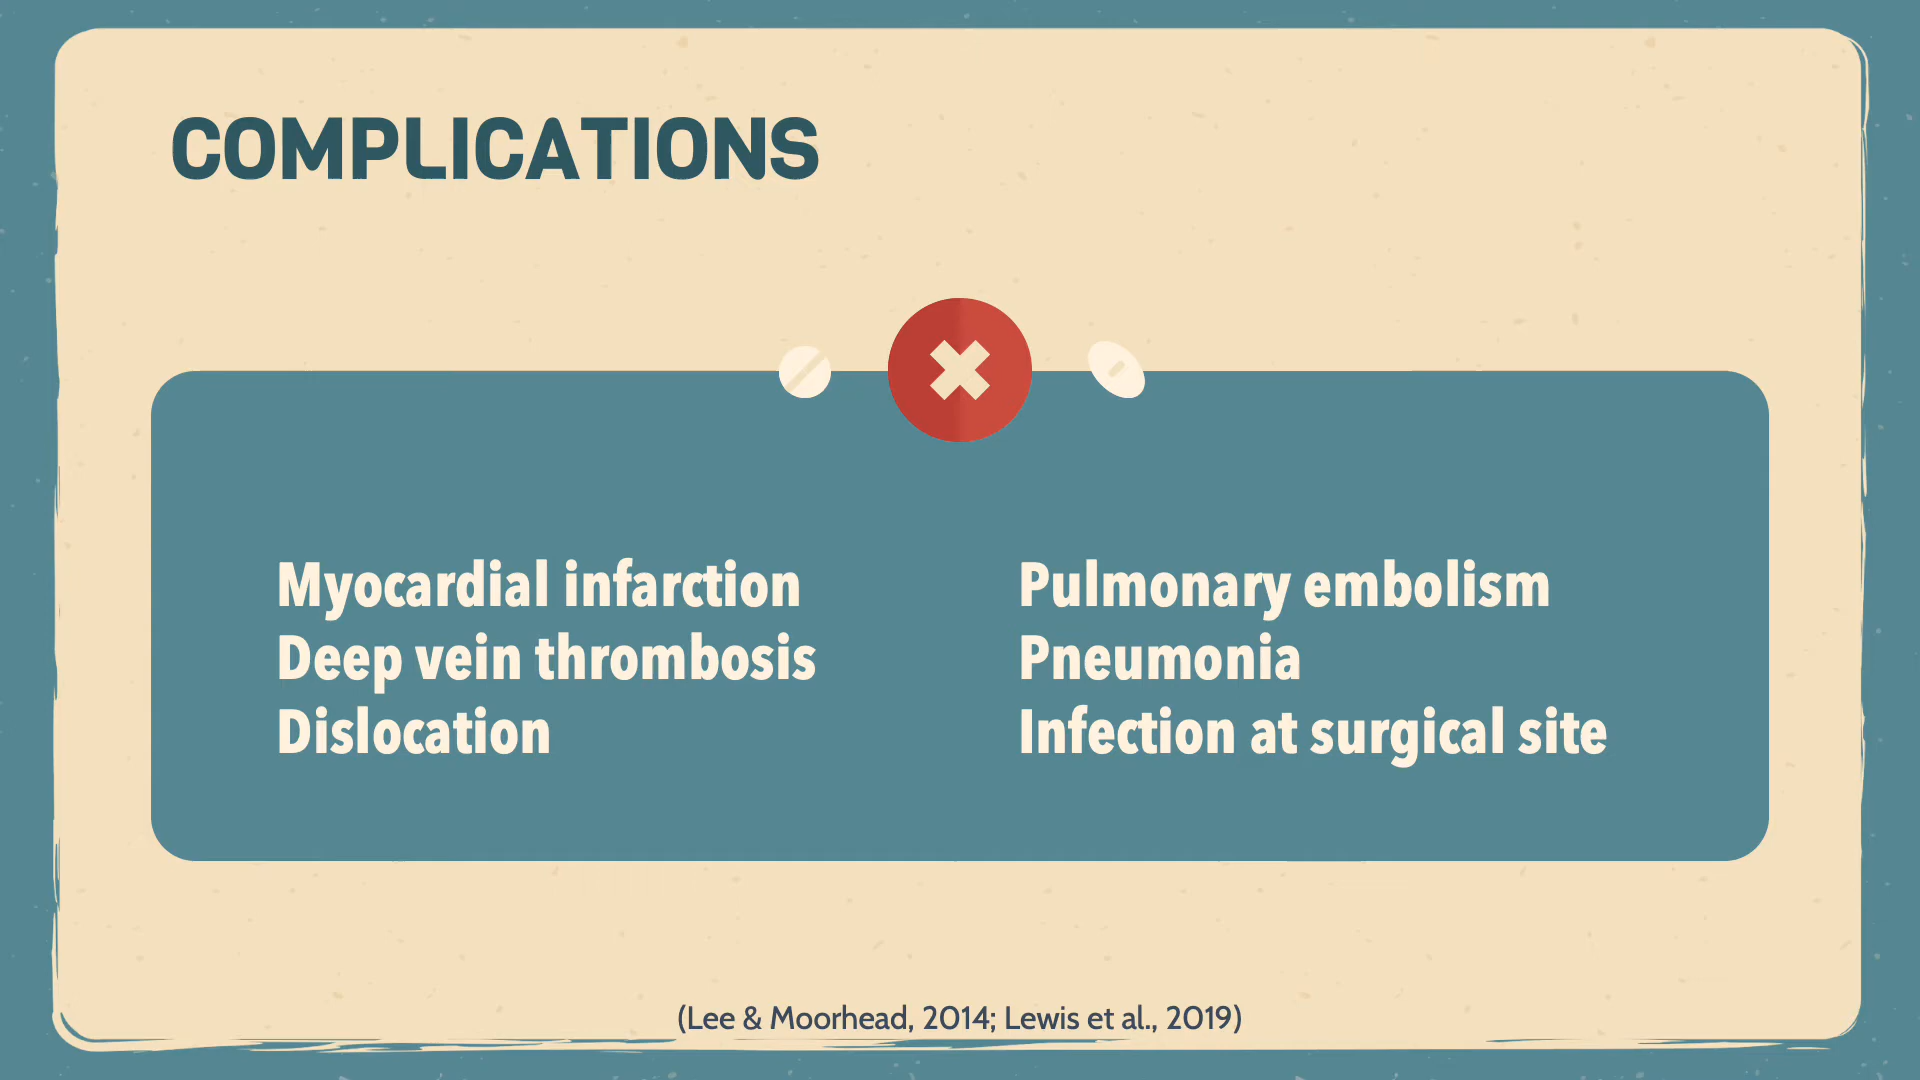 COMPLICATIONS
Myocardial infarction
Deep vein thrombosis
Dislocation
Pulmonary embolism
Pneumonia
Infection at surgical site
(Lee & Moorhead, 2014; Lewis et al., 2019)